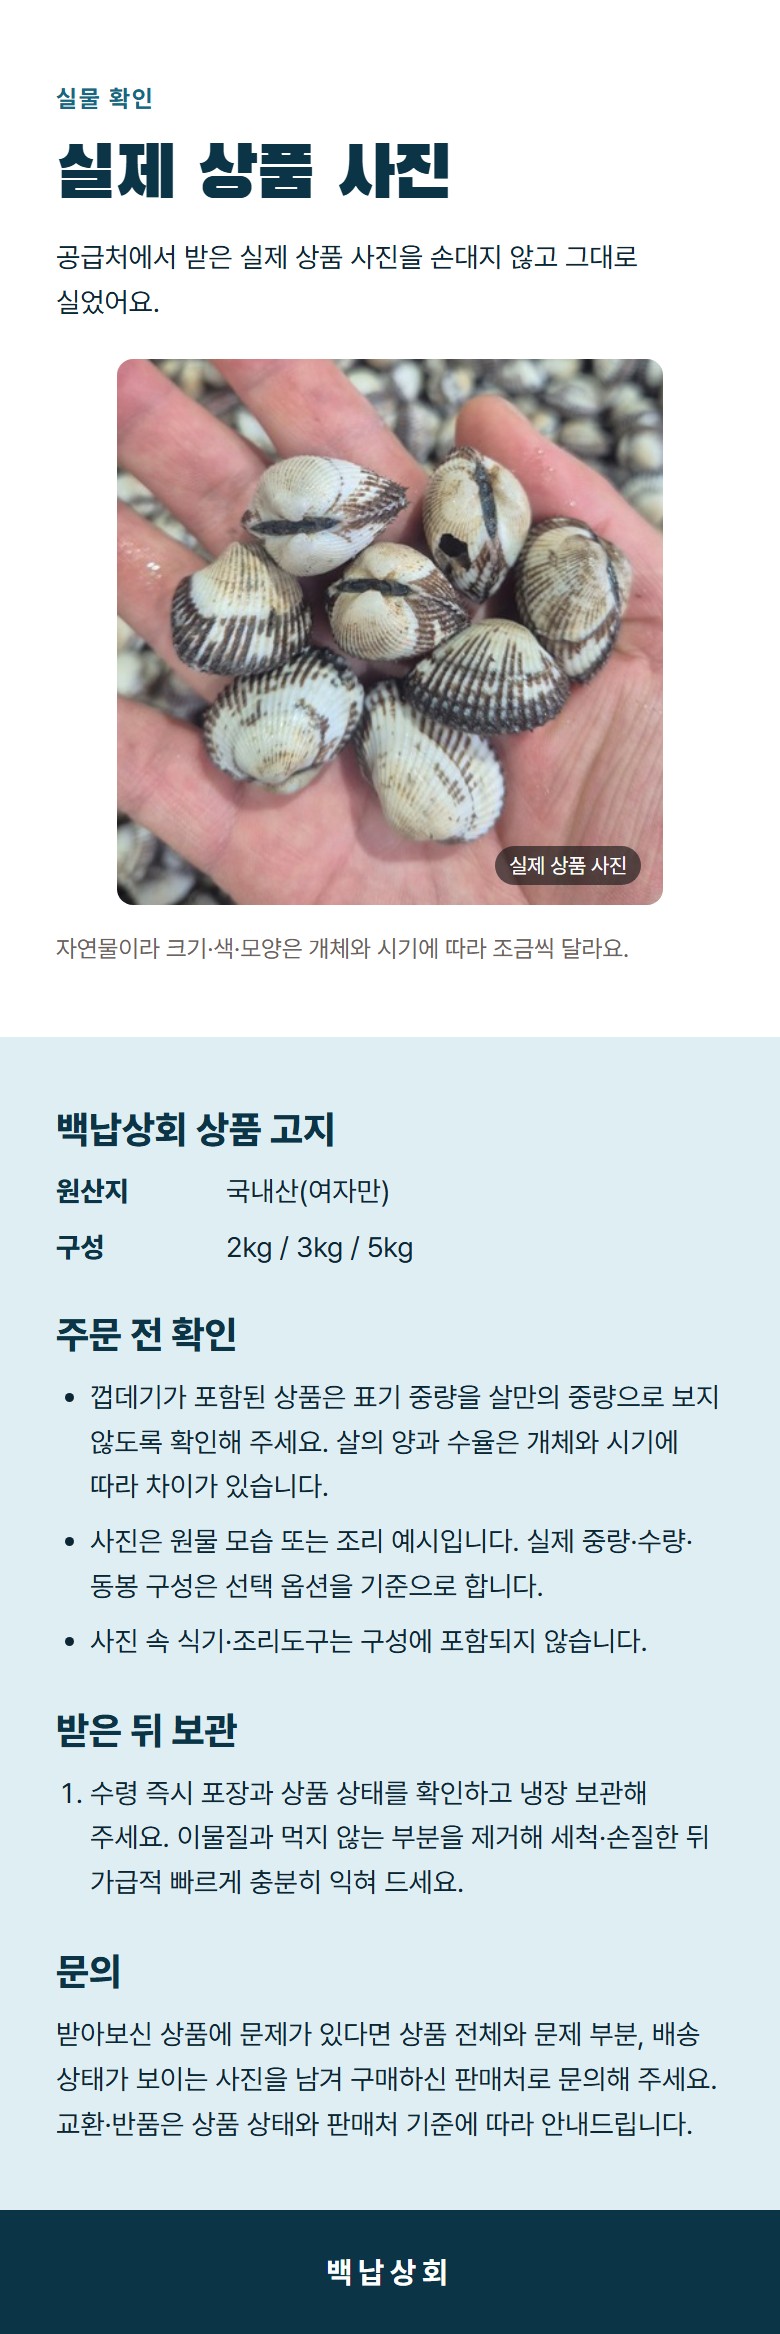 실물 확인
실제 상품 사진
공급처에서 받은 실제 상품 사진을 손대지 않고 그대로
실었어요.
실제 상품 사진
자연물이라 크기·색·모양은 개체와 시기에 따라 조금씩 달라요.
백납상회 상품 고지
원산지 국내산(여자만)
구성 2kg / 3kg / 5kg
주문 전 확인
• 껍데기가 포함된 상품은 표기 중량을 살만의 중량으로 보지
않도록 확인해 주세요. 살의 양과 수율은 개체와 시기에
따라 차이가 있습니다.
• 사진은 원물 모습 또는 조리 예시입니다. 실제 중량·수량·
동봉 구성은 선택 옵션을 기준으로 합니다.
• 사진 속 식기·조리도구는 구성에 포함되지 않습니다.
받은 뒤 보관
1. 수령 즉시 포장과 상품 상태를 확인하고 냉장 보관해
주세요. 이물질과 먹지 않는 부분을 제거해 세척·손질한 뒤
가급적 빠르게 충분히 익혀 드세요.
문의
받아보신 상품에 문제가 있다면 상품 전체와 문제 부분, 배송
상태가 보이는 사진을 남겨 구매하신 판매처로 문의해 주세요.
교환·반품은 상품 상태와 판매처 기준에 따라 안내드립니다.
백납상회